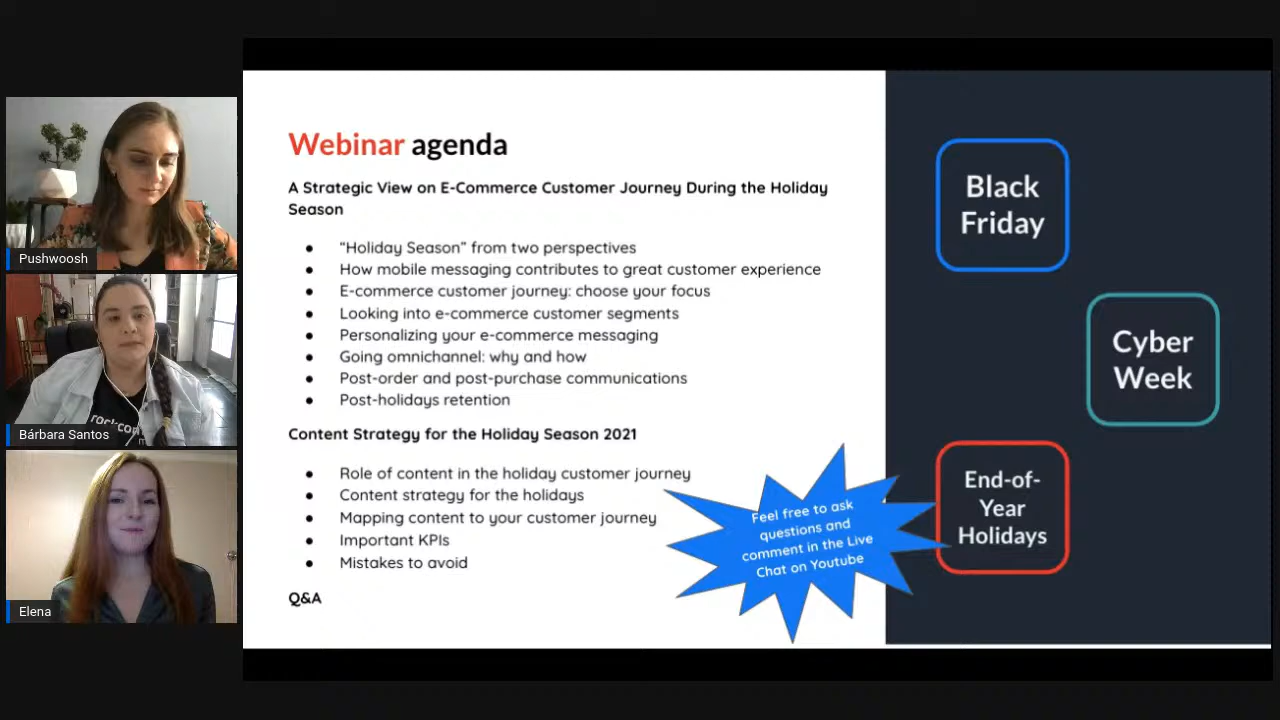 Webinar agenda
A Strategic View on E-Commerce Customer Journey During the Holiday
Season
● “Holiday Season” from two perspectives
● How mobile messaging contributes to great customer experience
● E-commerce customer journey: choose your focus
● Looking into e-commerce customer segments
● Personalizing your e-commerce messaging
● Going omnichannel: why and how
● Post-order and post-purchase communications
● Post-holidays retention
Content Strategy for the Holiday Season 2021
● Role of content in the holiday customer journey
● Content strategy for the holidays
● Mapping content to your customer journey
● Important KPIs
● Mistakes to avoid
Q&A
Feel free to ask
questions and
comment in the Live
Chat on Youtube
Black
Friday
Cyber
Week
End-of-
Year
Holidays
Pushwoosh
Bárbara Santos
Elena